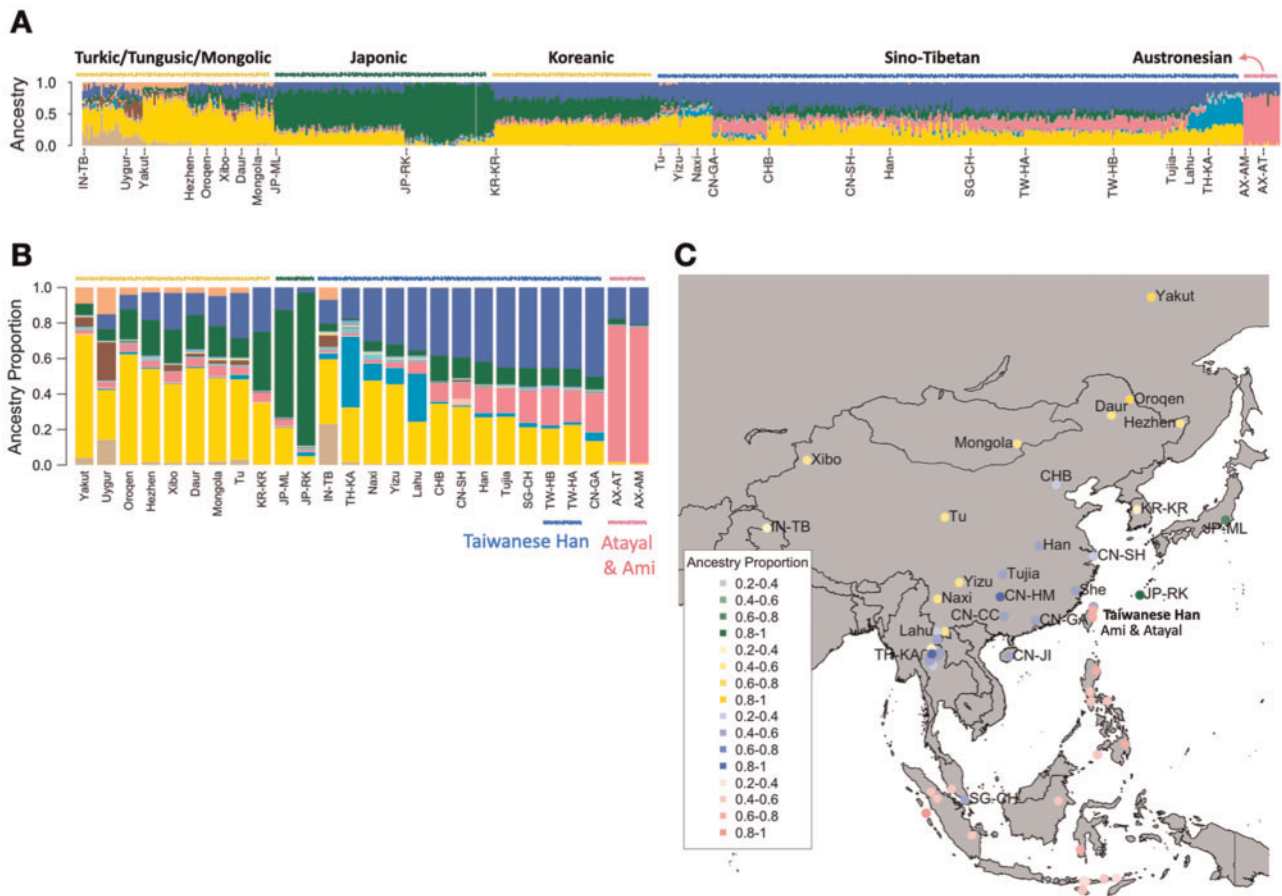 A
Turkic/Tungusic/Mongolic
Japonic
Koreanic
Sino-Tibetan
Austronesian
Ancestry
1.0
0.5
0.0
IN-TB
Uygur
Yakut
Hezhen
Oroqen
Xibo
Daur
Mongola
JP-ML
JP-RK
KR-KR
Tu
Yizu
Naxi
CN-GA
CHB
CN-SH
Han
SG-CH
TW-HA
TW-HB
Tujia
Lahu
TH-KA
AX-AM
AX-AT
B
Ancestry Proportion
1.0
0.8
0.6
0.4
0.2
0.0
Yakut
Uygur
Oroqen
Hezhen
Xibo
Daur
Mongola
Tu
KR-KR
JP-ML
JP-RK
IN-TB
TH-KA
Naxi
Yizu
Lahu
CHB
CN-SH
Han
Tujia
SG-CH
TW-HB
TW-HA
CN-GA
AX-AT
AX-AM
Taiwanese Han
Atayal
& Ami
C
Yakut
Oroqen
Daur
Hezhen
Mongola
Xibo
CHB
KR-KR
JP-ML
Tu
IN-TB
Han
CN-SH
Tujia
Yizu
She
JP-RK
Naxi
CN-HM
CN-CC
CN-GA
Taiwanese Han
Ami & Atayal
Lahu
TH-KA
CN-JI
SG-CH
Ancestry Proportion
0.2-0.4
0.4-0.6
0.6-0.8
0.8-1
0.2-0.4
0.4-0.6
0.6-0.8
0.8-1
0.2-0.4
0.4-0.6
0.6-0.8
0.8-1
0.2-0.4
0.4-0.6
0.6-0.8
0.8-1